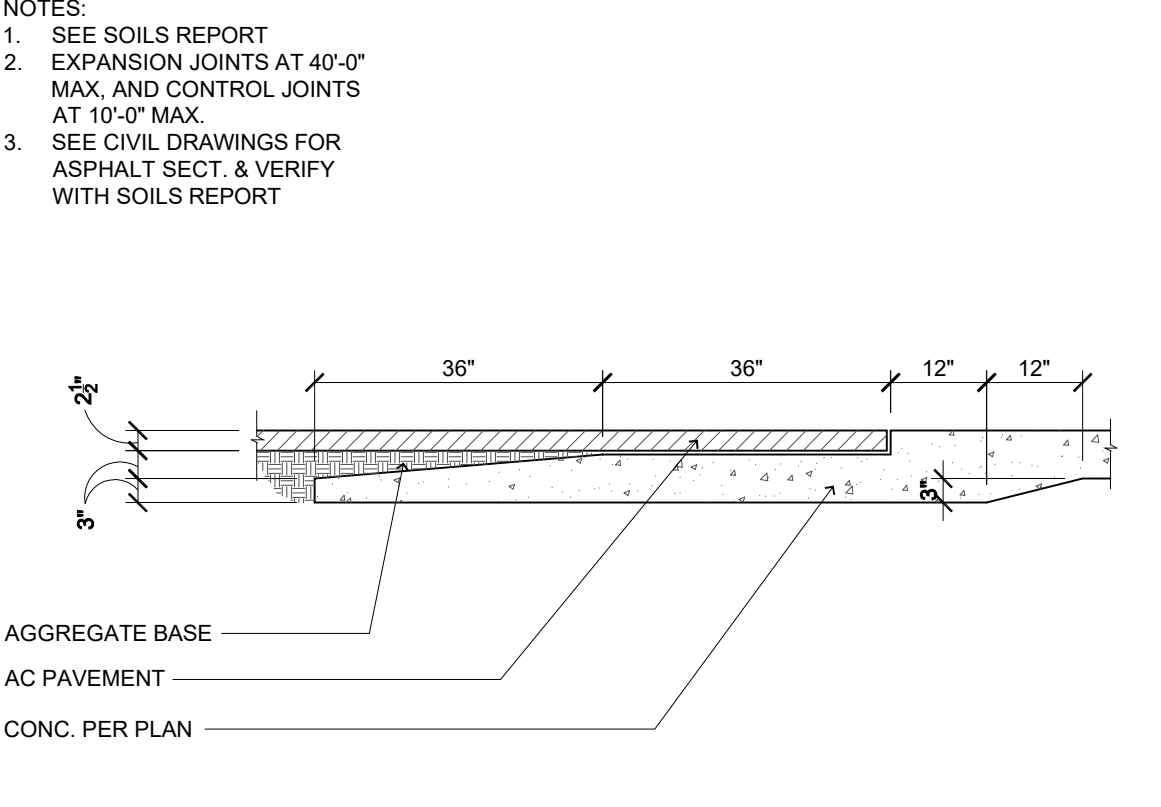 NOTES:
1. SEE SOILS REPORT
2. EXPANSION JOINTS AT 40'-0"
MAX, AND CONTROL JOINTS
AT 10'-0" MAX.
3. SEE CIVIL DRAWINGS FOR
ASPHALT SECT. & VERIFY
WITH SOILS REPORT
36" 36" 12" 12"
2 1/2"
3"
3"
AGGREGATE BASE
AC PAVEMENT
CONC. PER PLAN